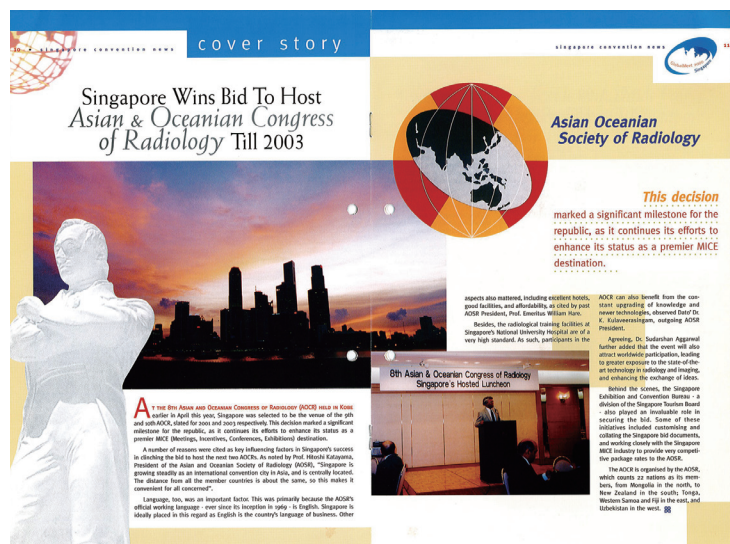 10 • singapore convention news
cover story
singapore convention news
GlobalMeet 2000
Singapore
11
Singapore Wins Bid To Host
Asian & Oceanian Congress
of Radiology Till 2003
Asian Oceanian
Society of Radiology
This decision
marked a significant milestone for the
republic, as it continues its efforts to
enhance its status as a premier MICE
destination.
AT THE 8TH ASIAN AND OCEANIAN CONGRESS OF RADIOLOGY (AOCR) HELD IN KOBE
earlier in April this year, Singapore was selected to be the venue of the 9th
and 10th AOCR, slated for 2001 and 2003 respectively. This decision marked a significant
milestone for the republic, as it continues its efforts to enhance its status as a
premier MICE (Meetings, Incentives, Conferences, Exhibitions) destination.
A number of reasons were cited as key influencing factors in Singapore's success
in clinching the bid to host the next two AOCRs. As noted by Prof. Hitoshi Katayama,
President of the Asian and Oceanian Society of Radiology (AOSR), "Singapore is
growing steadily as an international convention city in Asia, and is centrally located.
The distance from all the member countries is about the same, so this makes it
convenient for all concerned".
Language, too, was an important factor. This was primarily because the AOSR's
official working language - ever since its inception in 1969 - is English. Singapore is
ideally placed in this regard as English is the country's language of business. Other
aspects also mattered, including excellent hotels,
good facilities, and affordability, as cited by past
AOSR President, Prof. Emeritus William Hare.
Besides, the radiological training facilities at
Singapore's National University Hospital are of a
very high standard. As such, participants in the
8th Asian & Oceanian Congress of Radiology
Singapore's Hosted Luncheon
AOCR can also benefit from the con-
stant upgrading of knowledge and
newer technologies, observed Dato' Dr.
K. Kulaveerasingam, outgoing AOSR
President.
Agreeing, Dr. Sudarshan Aggarwal
further added that the event will also
attract worldwide participation, leading
to greater exposure to the state-of-the-
art technology in radiology and imaging,
and enhancing the exchange of ideas.
Behind the scenes, the Singapore
Exhibition and Convention Bureau - a
division of the Singapore Tourism Board
- also played an invaluable role in
securing the bid. Some of these
initiatives included customising and
collating the Singapore bid documents,
and working closely with the Singapore
MICE industry to provide very competi-
tive package rates to the AOSR.
The AOCR is organised by the AOSR,
which counts 22 nations as its mem-
bers, from Mongolia in the north, to
New Zealand in the south; Tonga,
Western Samoa and Fiji in the east, and
Uzbekistan in the west.